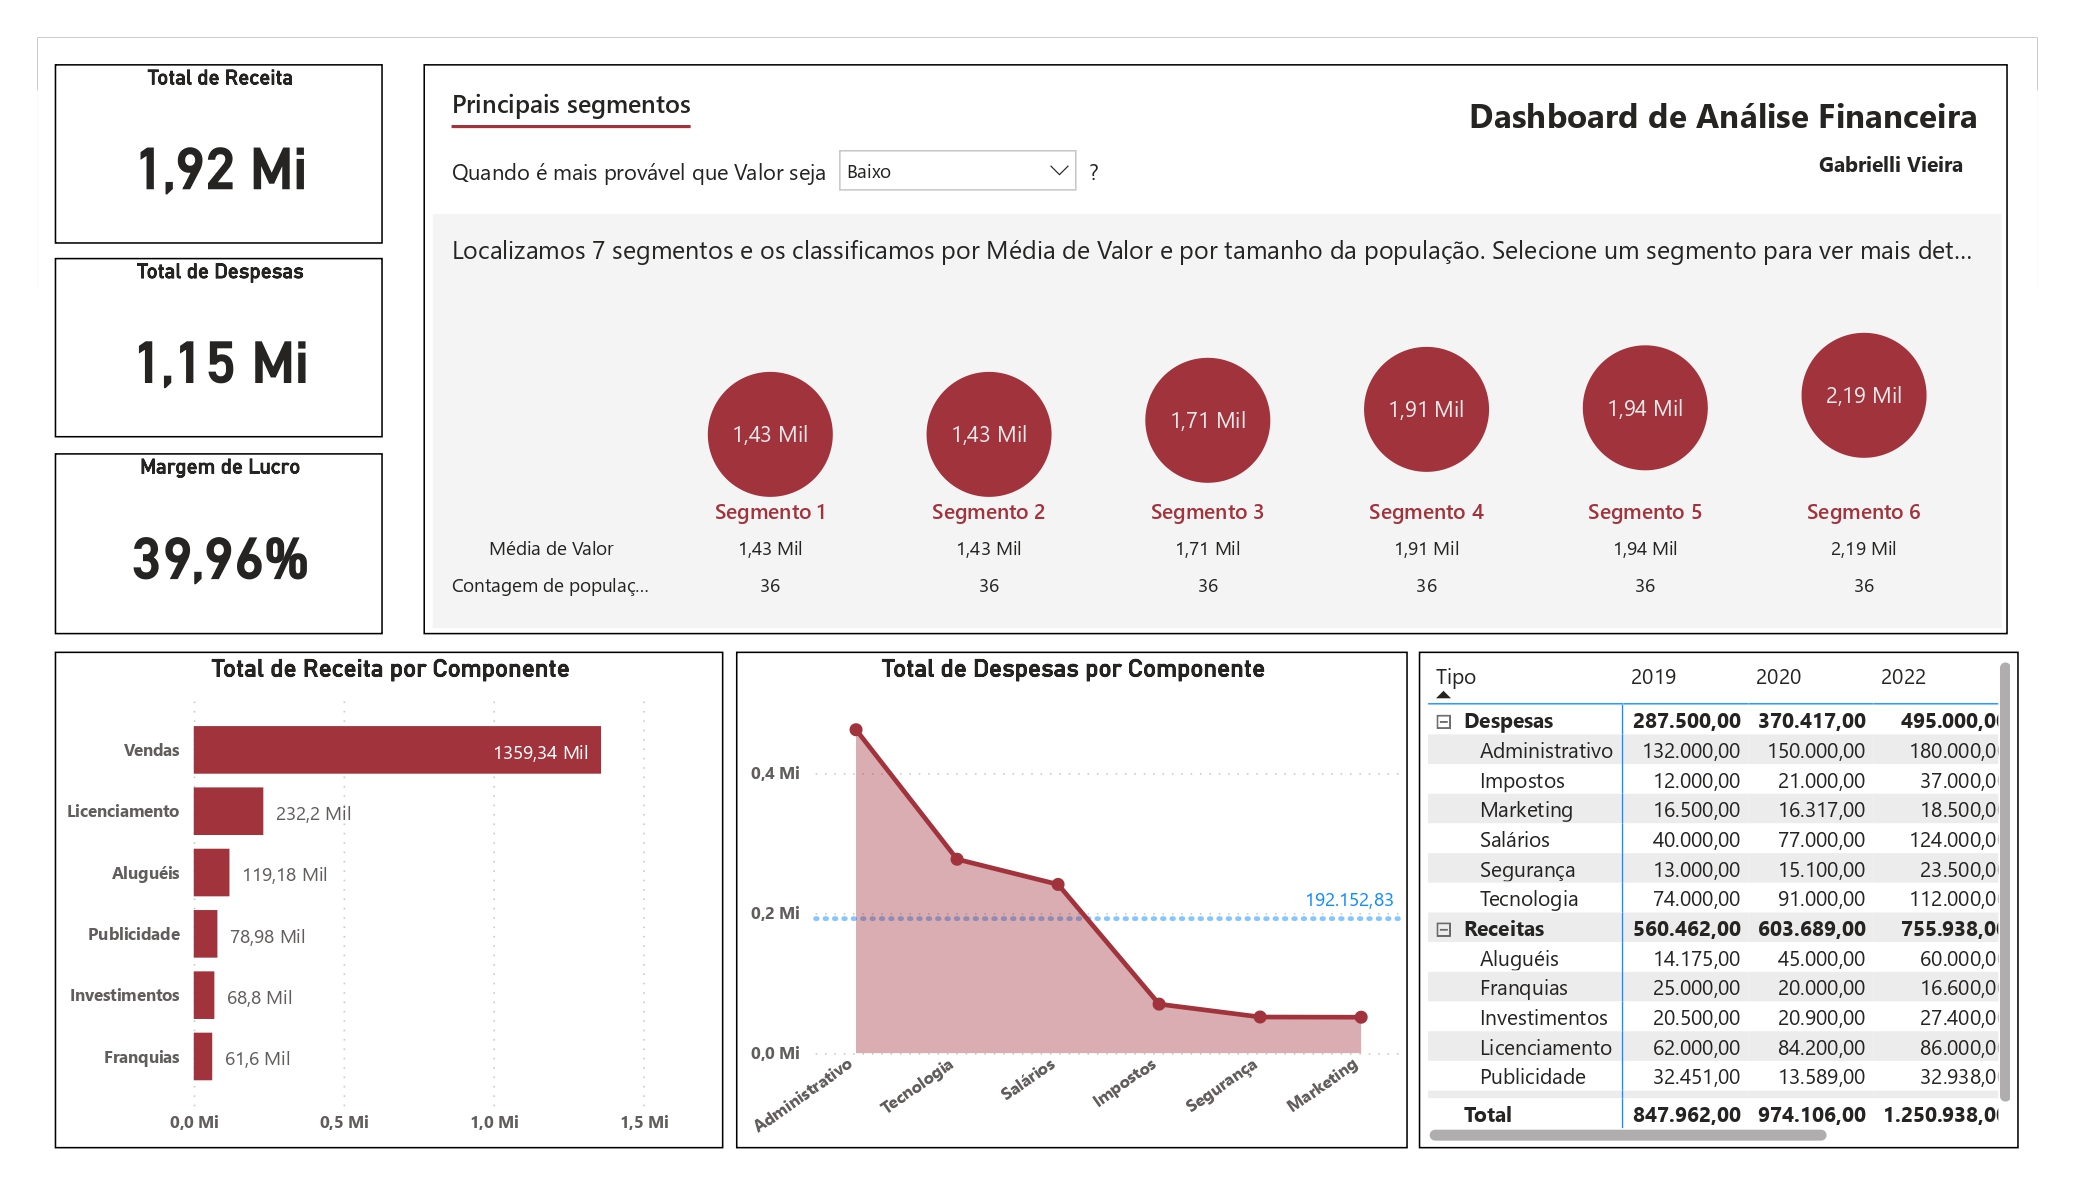 Total de Receita
1,92 Mi
Total de Despesas
1,15 Mi
Margem de Lucro
39,96%
Principais segmentos
Dashboard de Análise Financeira
Gabrielli Vieira
Quando é mais provável que Valor seja Baixo ?
Localizamos 7 segmentos e os classificamos por Média de Valor e por tamanho da população. Selecione um segmento para ver mais det...
1,43 Mil 1,43 Mil 1,71 Mil 1,91 Mil 1,94 Mil 2,19 Mil
Segmento 1 Segmento 2 Segmento 3 Segmento 4 Segmento 5 Segmento 6
Média de Valor 1,43 Mil 1,43 Mil 1,71 Mil 1,91 Mil 1,94 Mil 2,19 Mil
Contagem de populaç... 36 36 36 36 36 36
Total de Receita por Componente
Vendas 1359,34 Mil
Licenciamento 232,2 Mil
Aluguéis 119,18 Mil
Publicidade 78,98 Mil
Investimentos 68,8 Mil
Franquias 61,6 Mil
0,0 Mi 0,5 Mi 1,0 Mi 1,5 Mi
Total de Despesas por Componente
0,4 Mi
192.152,83
0,2 Mi
0,0 Mi
Administrativo Tecnologia Salários Impostos Segurança Marketing
Tipo 2019 2020 2022
Despesas 287.500,00 370.417,00 495.000,0
Administrativo 132.000,00 150.000,00 180.000,0
Impostos 12.000,00 21.000,00 37.000,0
Marketing 16.500,00 16.317,00 18.500,0
Salários 40.000,00 77.000,00 124.000,0
Segurança 13.000,00 15.100,00 23.500,0
Tecnologia 74.000,00 91.000,00 112.000,0
Receitas 560.462,00 603.689,00 755.938,0
Aluguéis 14.175,00 45.000,00 60.000,0
Franquias 25.000,00 20.000,00 16.600,0
Investimentos 20.500,00 20.900,00 27.400,0
Licenciamento 62.000,00 84.200,00 86.000,0
Publicidade 32.451,00 13.589,00 32.938,0
Total 847.962,00 974.106,00 1.250.938,0